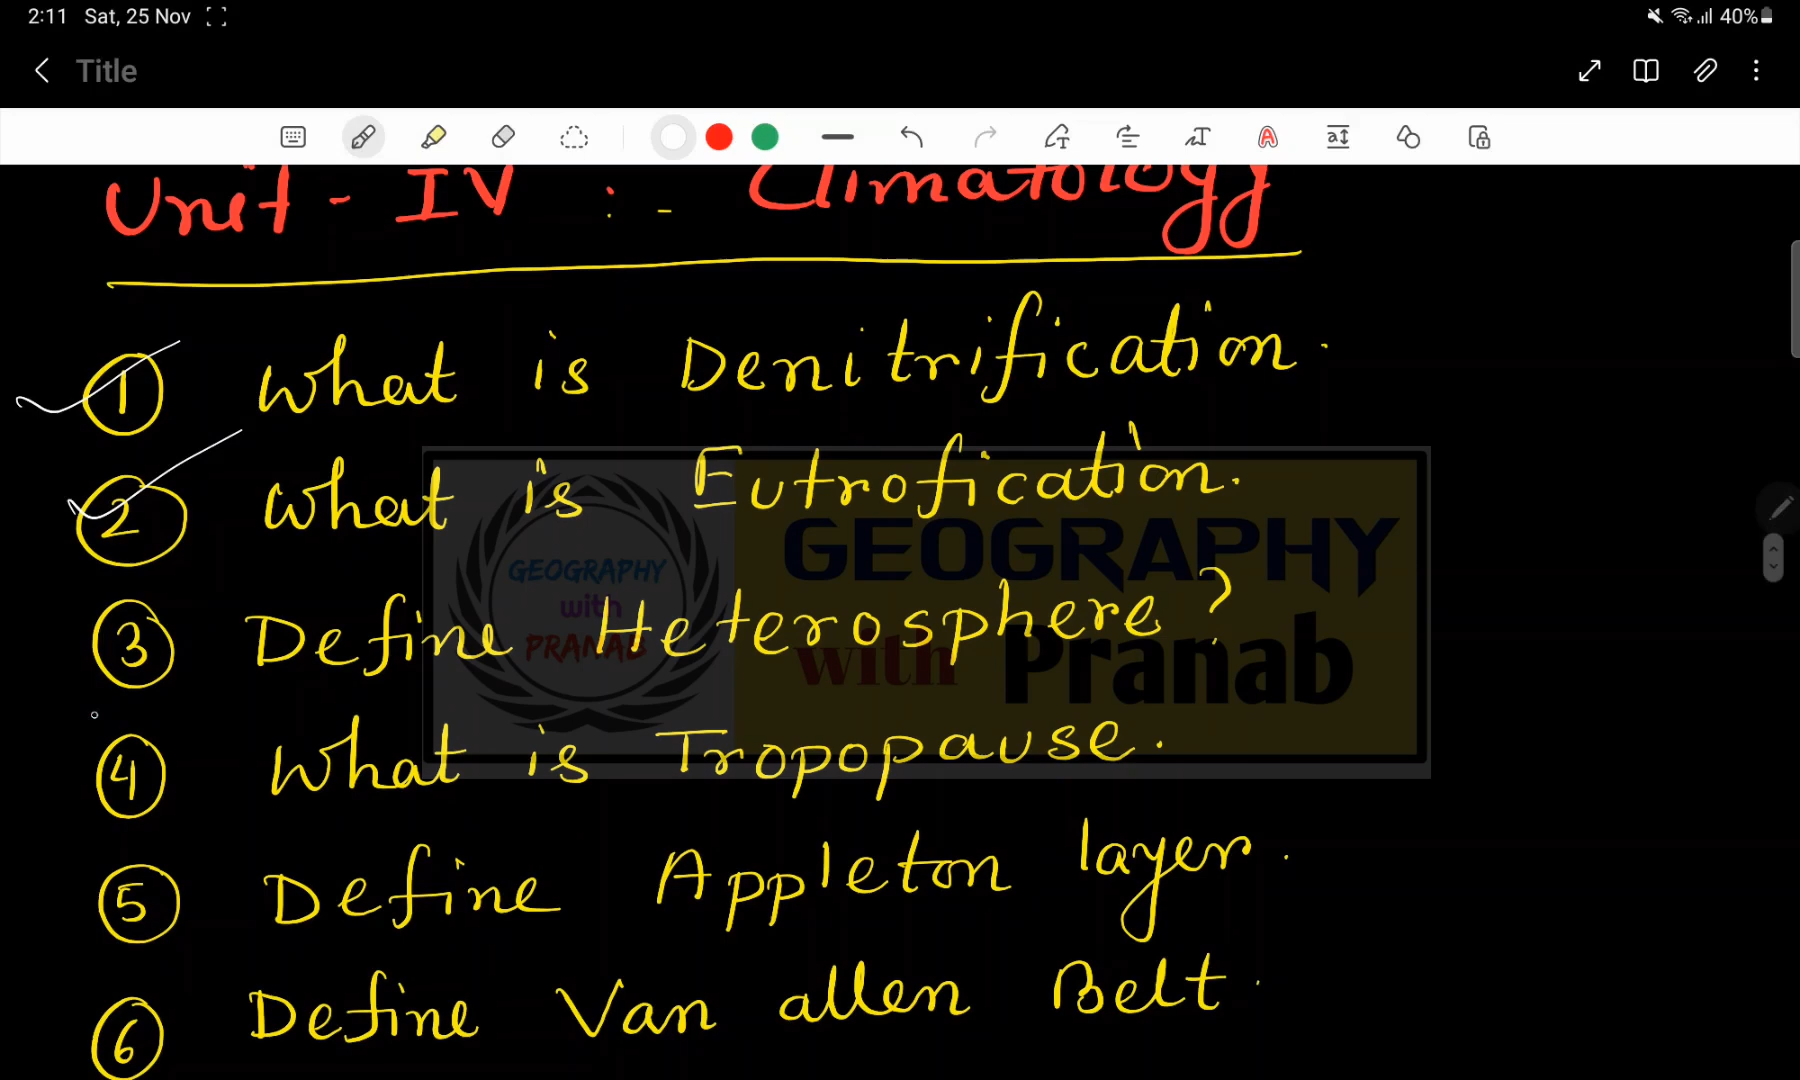 2:11 Sat, 25 Nov
40%
Title
Unit - IV : - Climatology
1 What is Denitrification.
2 What is Eutrofication.
3 Define Heterosphere?
4 What is Tropopause.
5 Define Appleton layer.
6 Define Van allen Belt.
GEOGRAPHY
with
PRANAB
GEOGRAPHY
with Pranab